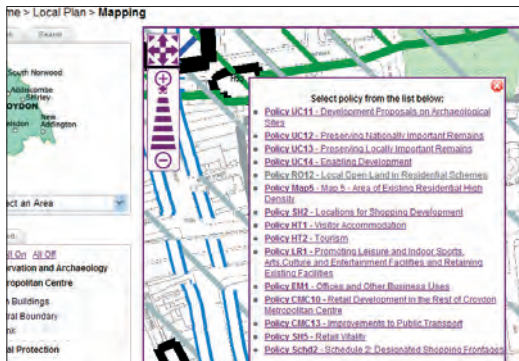 me > Local Plan > Mapping
Search
South Norwood
Addiscombe
Shirley
OYDON
New
Addington
ect an Area
All On All Off
ervation and Archaeology
ropolitan Centre
Buildings
ral Boundary
al Protection
Select policy from the list below:
Policy UC11 - Development Proposals on Archaeological
Sites
Policy UC12 - Preserving Nationally Important Remains
Policy UC13 - Preserving Locally Important Remains
Policy UC14 - Enabling Development
Policy RO12 - Local Open Land in Residential Schemes
Policy Map5 - Map 5 - Area of Existing Residential High
Density
Policy SH2 - Locations for Shopping Development
Policy HT1 - Visitor Accommodation
Policy HT2 - Tourism
Policy LR1 - Promoting Leisure and Indoor Sports,
Arts,Culture and Entertainment Facilities and Retaining
Existing Facilities
Policy EM1 - Offices and Other Business Uses
Policy CMC10 - Retail Development in the Rest of Croydon
Metropolitan Centre
Policy CMC13 - Improvements to Public Transport
Policy SH5 - Retail Vitality
Policy Schd2 - Schedule 2: Designated Shopping Frontages